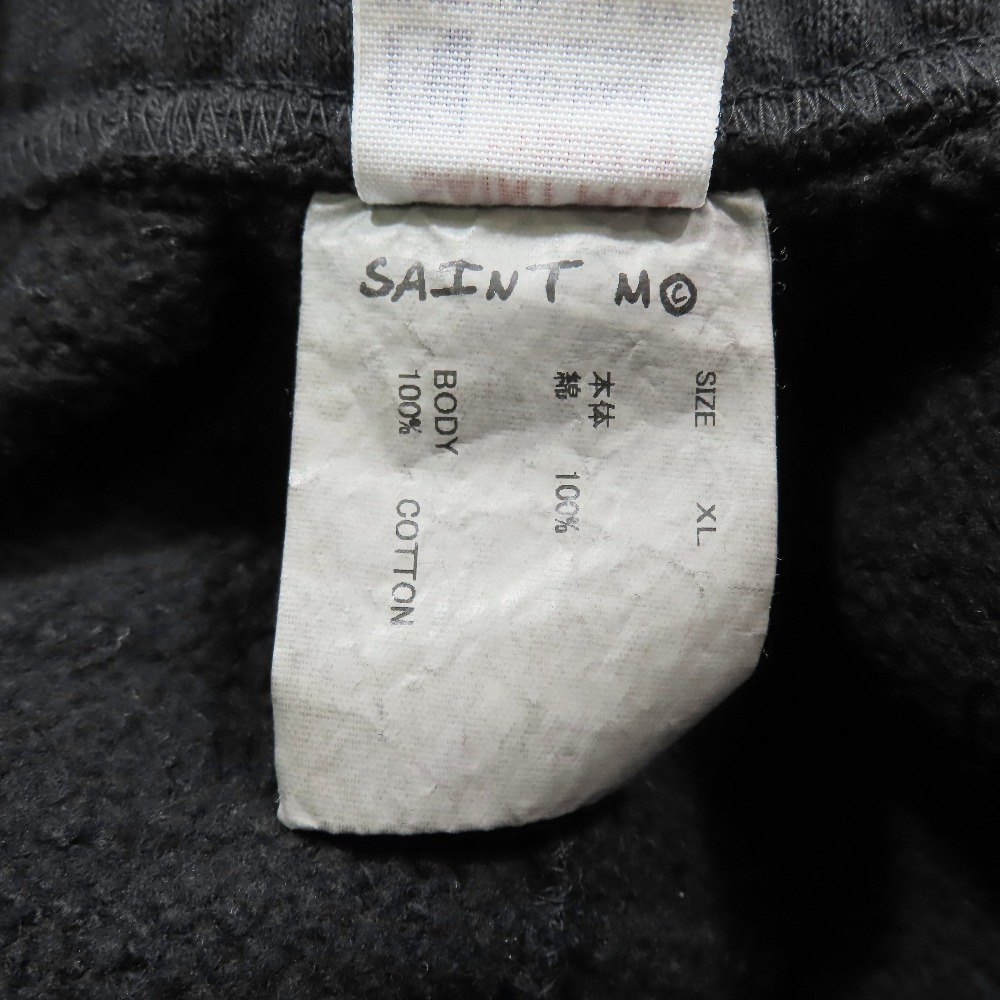 SAINT M©
SIZE XL
本体
綿 100%
BODY
100% COTTON